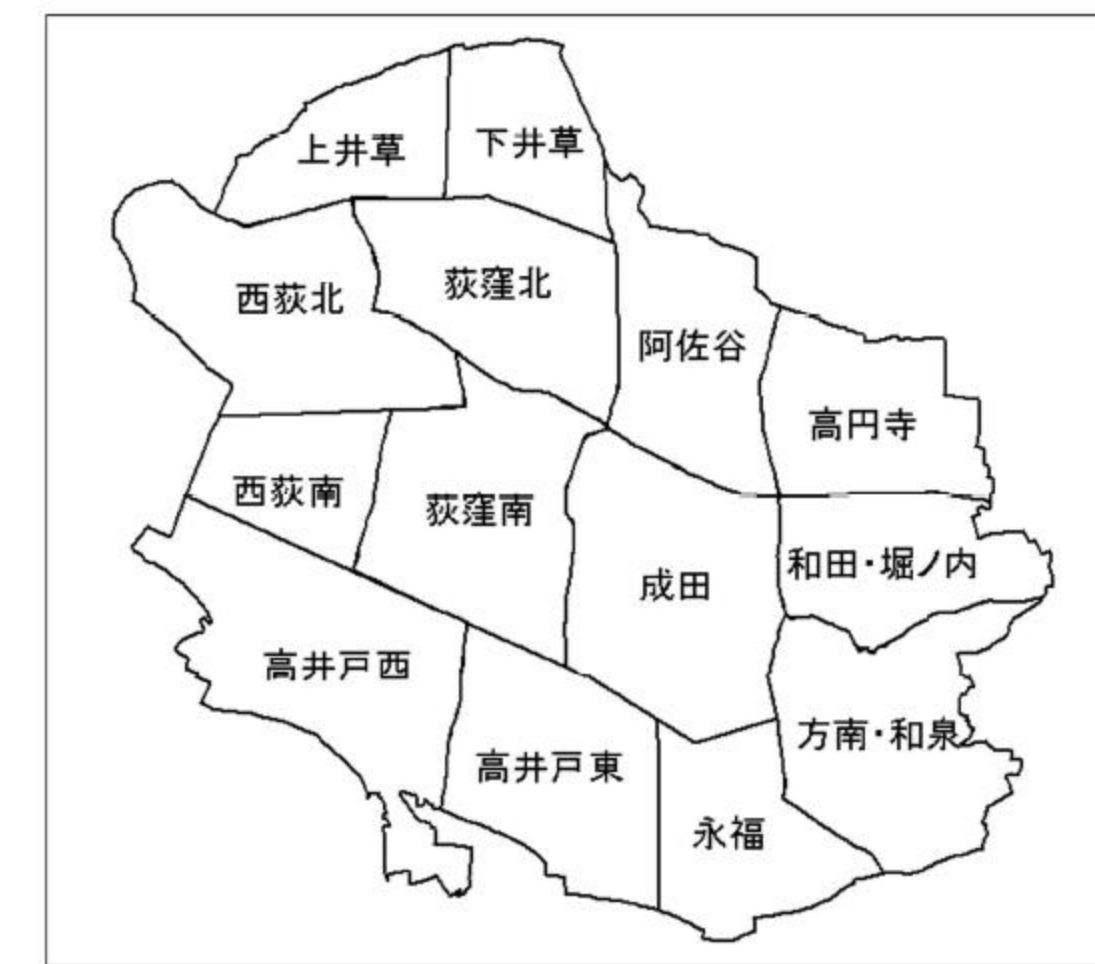 上井草
下井草
西荻北
荻窪北
阿佐谷
高円寺
西荻南
荻窪南
和田・堀ノ内
成田
高井戸西
方南・和泉
高井戸東
永福